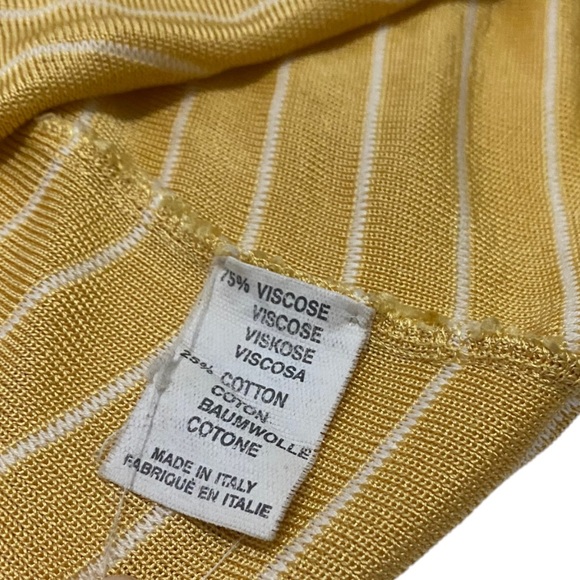 75% VISCOSE
VISCOSE
VISKOSE
VISCOSA
25% COTTON
COTON
BAUMWOLLE
COTONE
MADE IN ITALY
FABRIQUÉ EN ITALIE